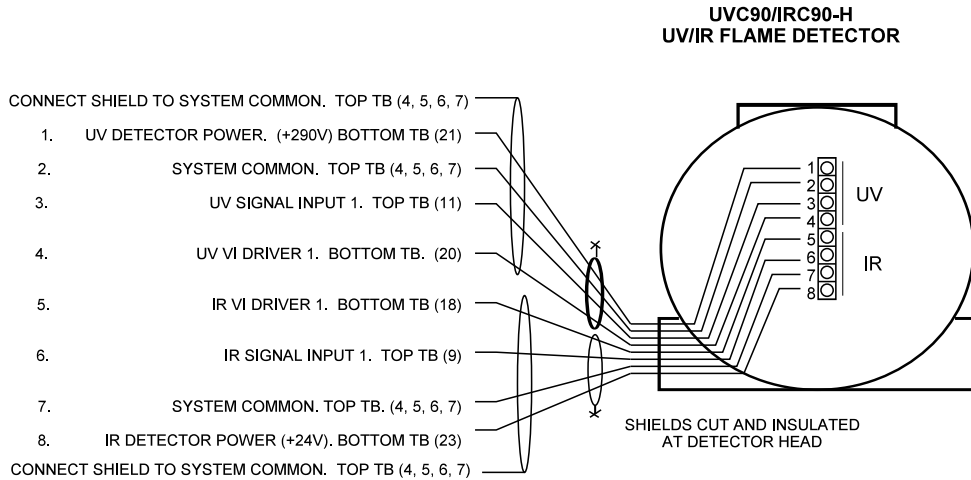 UVC90/IRC90-H
UV/IR FLAME DETECTOR
CONNECT SHIELD TO SYSTEM COMMON. TOP TB (4, 5, 6, 7)
1. UV DETECTOR POWER. (+290V) BOTTOM TB (21)
2. SYSTEM COMMON. TOP TB (4, 5, 6, 7)
3. UV SIGNAL INPUT 1. TOP TB (11)
4. UV VI DRIVER 1. BOTTOM TB. (20)
5. IR VI DRIVER 1. BOTTOM TB (18)
6. IR SIGNAL INPUT 1. TOP TB (9)
7. SYSTEM COMMON. TOP TB. (4, 5, 6, 7)
8. IR DETECTOR POWER (+24V). BOTTOM TB (23)
CONNECT SHIELD TO SYSTEM COMMON. TOP TB (4, 5, 6, 7)
1
2
3
4
5
6
7
8
UV
IR
SHIELDS CUT AND INSULATED
AT DETECTOR HEAD